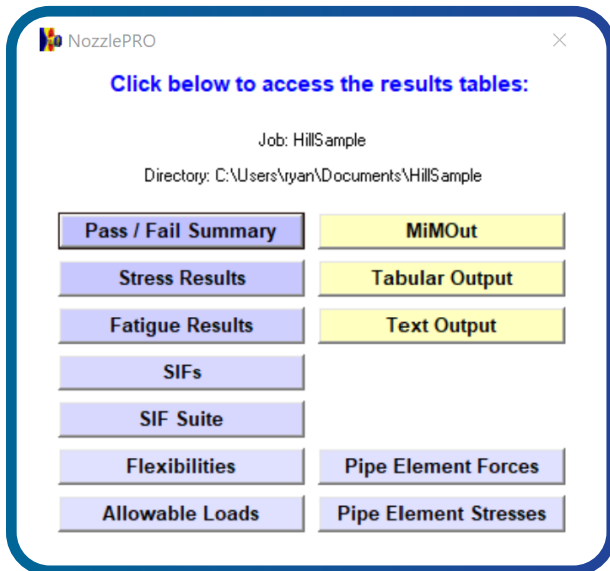 NozzlePRO
Click below to access the results tables:
Job: HillSample
Directory: C:\Users\ryan\Documents\HillSample
Pass / Fail Summary
MiMOut
Stress Results
Tabular Output
Fatigue Results
Text Output
SIFs
SIF Suite
Flexibilities
Pipe Element Forces
Allowable Loads
Pipe Element Stresses